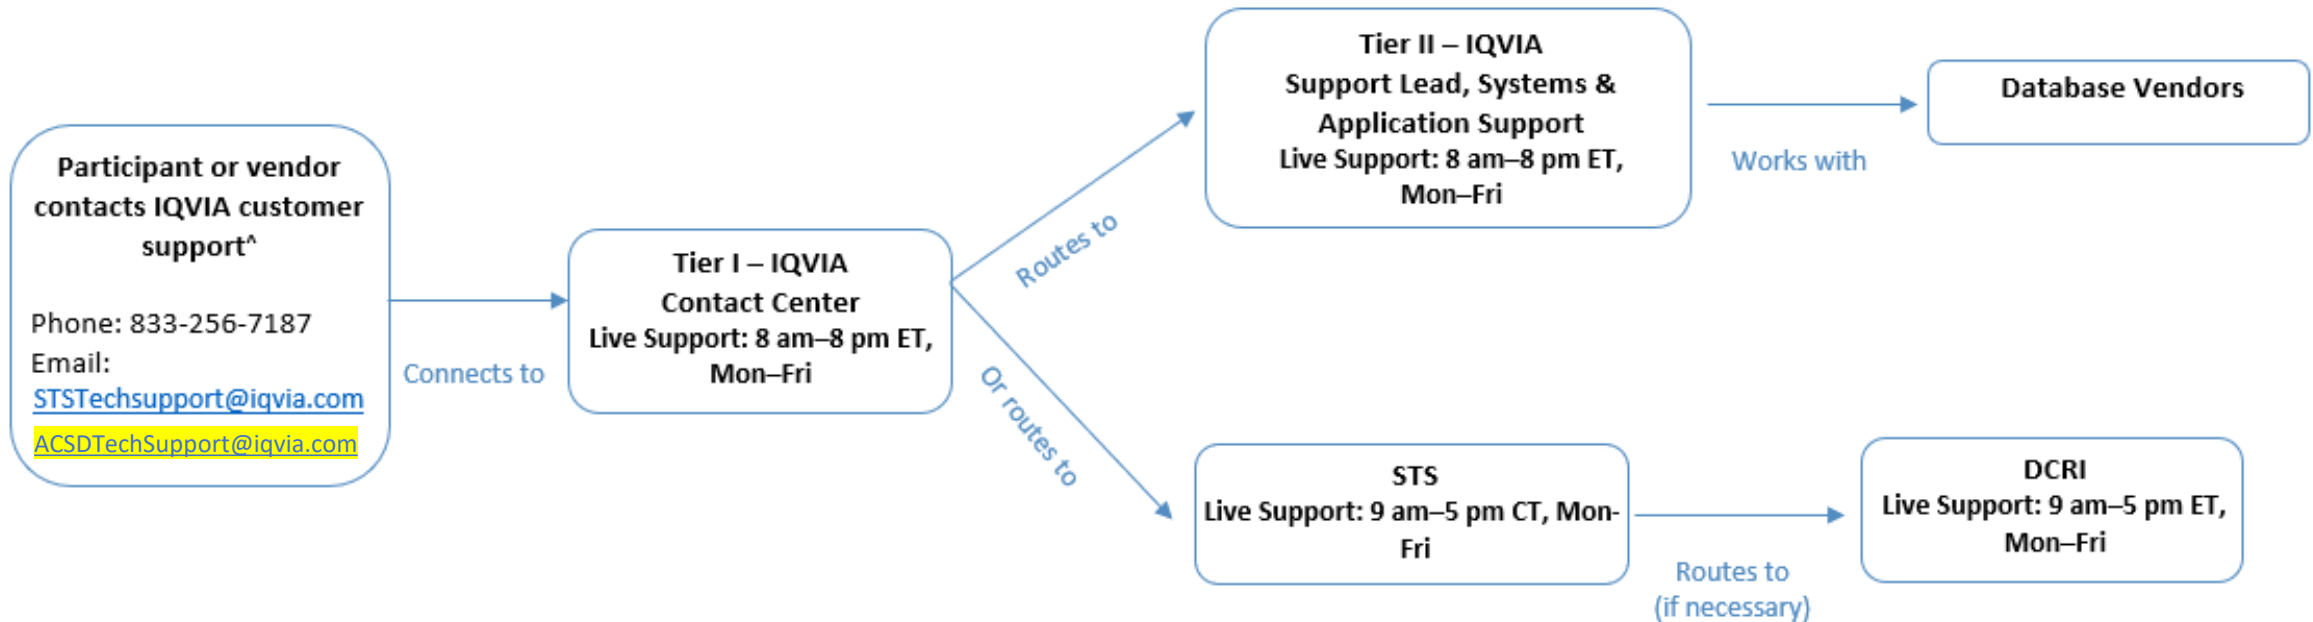 Participant or vendor
contacts IQVIA customer
support^
Phone: 833-256-7187
Email:
STSTechsupport@iqvia.com
ACSDTechSupport@iqvia.com
Connects to
Tier I – IQVIA
Contact Center
Live Support: 8 am–8 pm ET,
Mon–Fri
Routes to
Tier II – IQVIA
Support Lead, Systems &
Application Support
Live Support: 8 am–8 pm ET,
Mon–Fri
Works with
Database Vendors
Or routes to
STS
Live Support: 9 am–5 pm CT, Mon-
Fri
Routes to
(if necessary)
DCRI
Live Support: 9 am–5 pm ET,
Mon–Fri